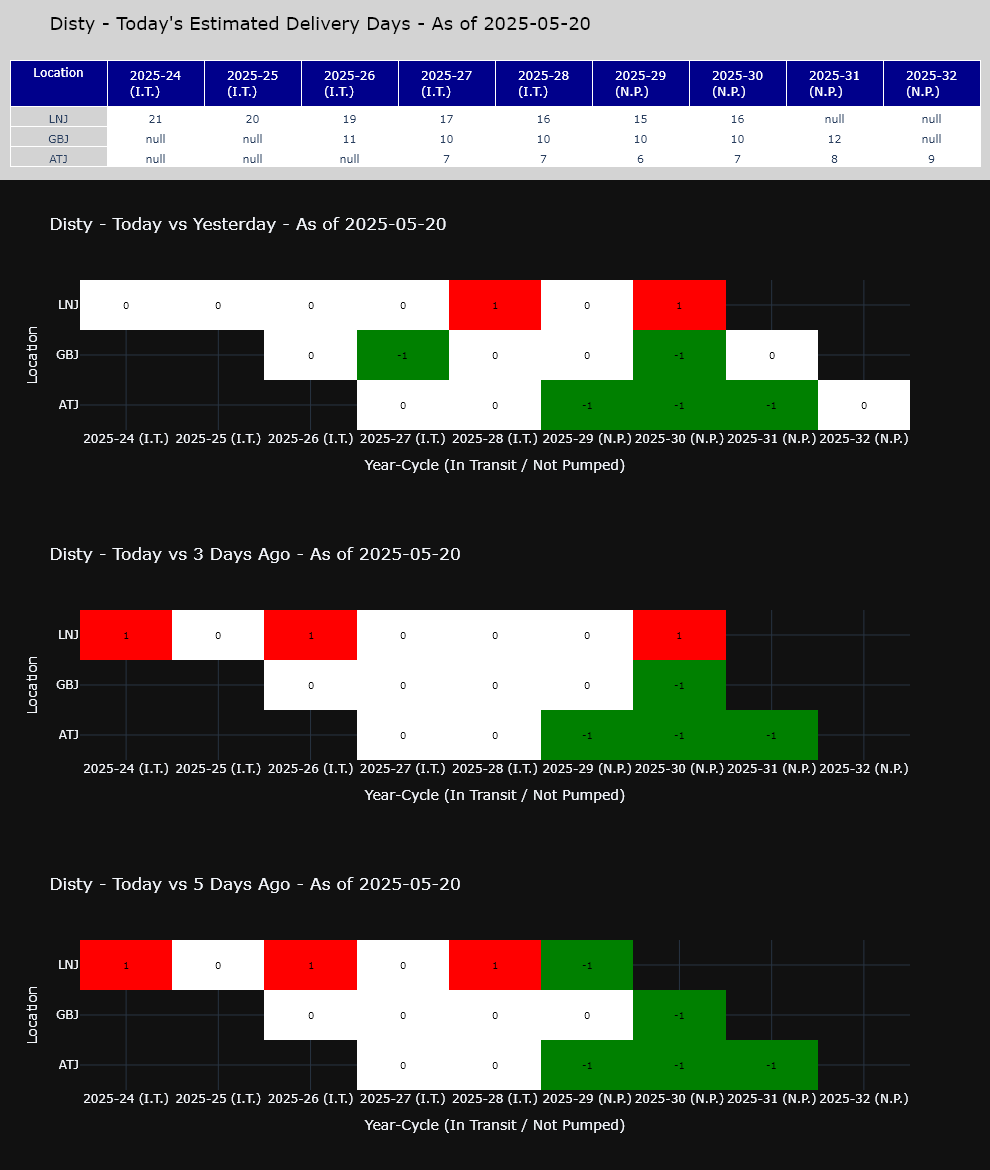 Disty - Today's Estimated Delivery Days - As of 2025-05-20
Location 2025-24 (I.T.) 2025-25 (I.T.) 2025-26 (I.T.) 2025-27 (I.T.) 2025-28 (I.T.) 2025-29 (N.P.) 2025-30 (N.P.) 2025-31 (N.P.) 2025-32 (N.P.)
LNJ 21 20 19 17 16 15 16 null null
GBJ null null 11 10 10 10 10 12 null
ATJ null null null 7 7 6 7 8 9
Disty - Today vs Yesterday - As of 2025-05-20
Location
LNJ 0 0 0 0 1 0 1
GBJ 0 -1 0 0 -1 0
ATJ 0 0 -1 -1 -1 0
2025-24 (I.T.) 2025-25 (I.T.) 2025-26 (I.T.) 2025-27 (I.T.) 2025-28 (I.T.) 2025-29 (N.P.) 2025-30 (N.P.) 2025-31 (N.P.) 2025-32 (N.P.)
Year-Cycle (In Transit / Not Pumped)
Disty - Today vs 3 Days Ago - As of 2025-05-20
Location
LNJ 1 0 1 0 0 0 1
GBJ 0 0 0 0 -1
ATJ 0 0 -1 -1 -1
2025-24 (I.T.) 2025-25 (I.T.) 2025-26 (I.T.) 2025-27 (I.T.) 2025-28 (I.T.) 2025-29 (N.P.) 2025-30 (N.P.) 2025-31 (N.P.) 2025-32 (N.P.)
Year-Cycle (In Transit / Not Pumped)
Disty - Today vs 5 Days Ago - As of 2025-05-20
Location
LNJ 1 0 1 0 1 -1
GBJ 0 0 0 0 -1
ATJ 0 0 -1 -1 -1
2025-24 (I.T.) 2025-25 (I.T.) 2025-26 (I.T.) 2025-27 (I.T.) 2025-28 (I.T.) 2025-29 (N.P.) 2025-30 (N.P.) 2025-31 (N.P.) 2025-32 (N.P.)
Year-Cycle (In Transit / Not Pumped)